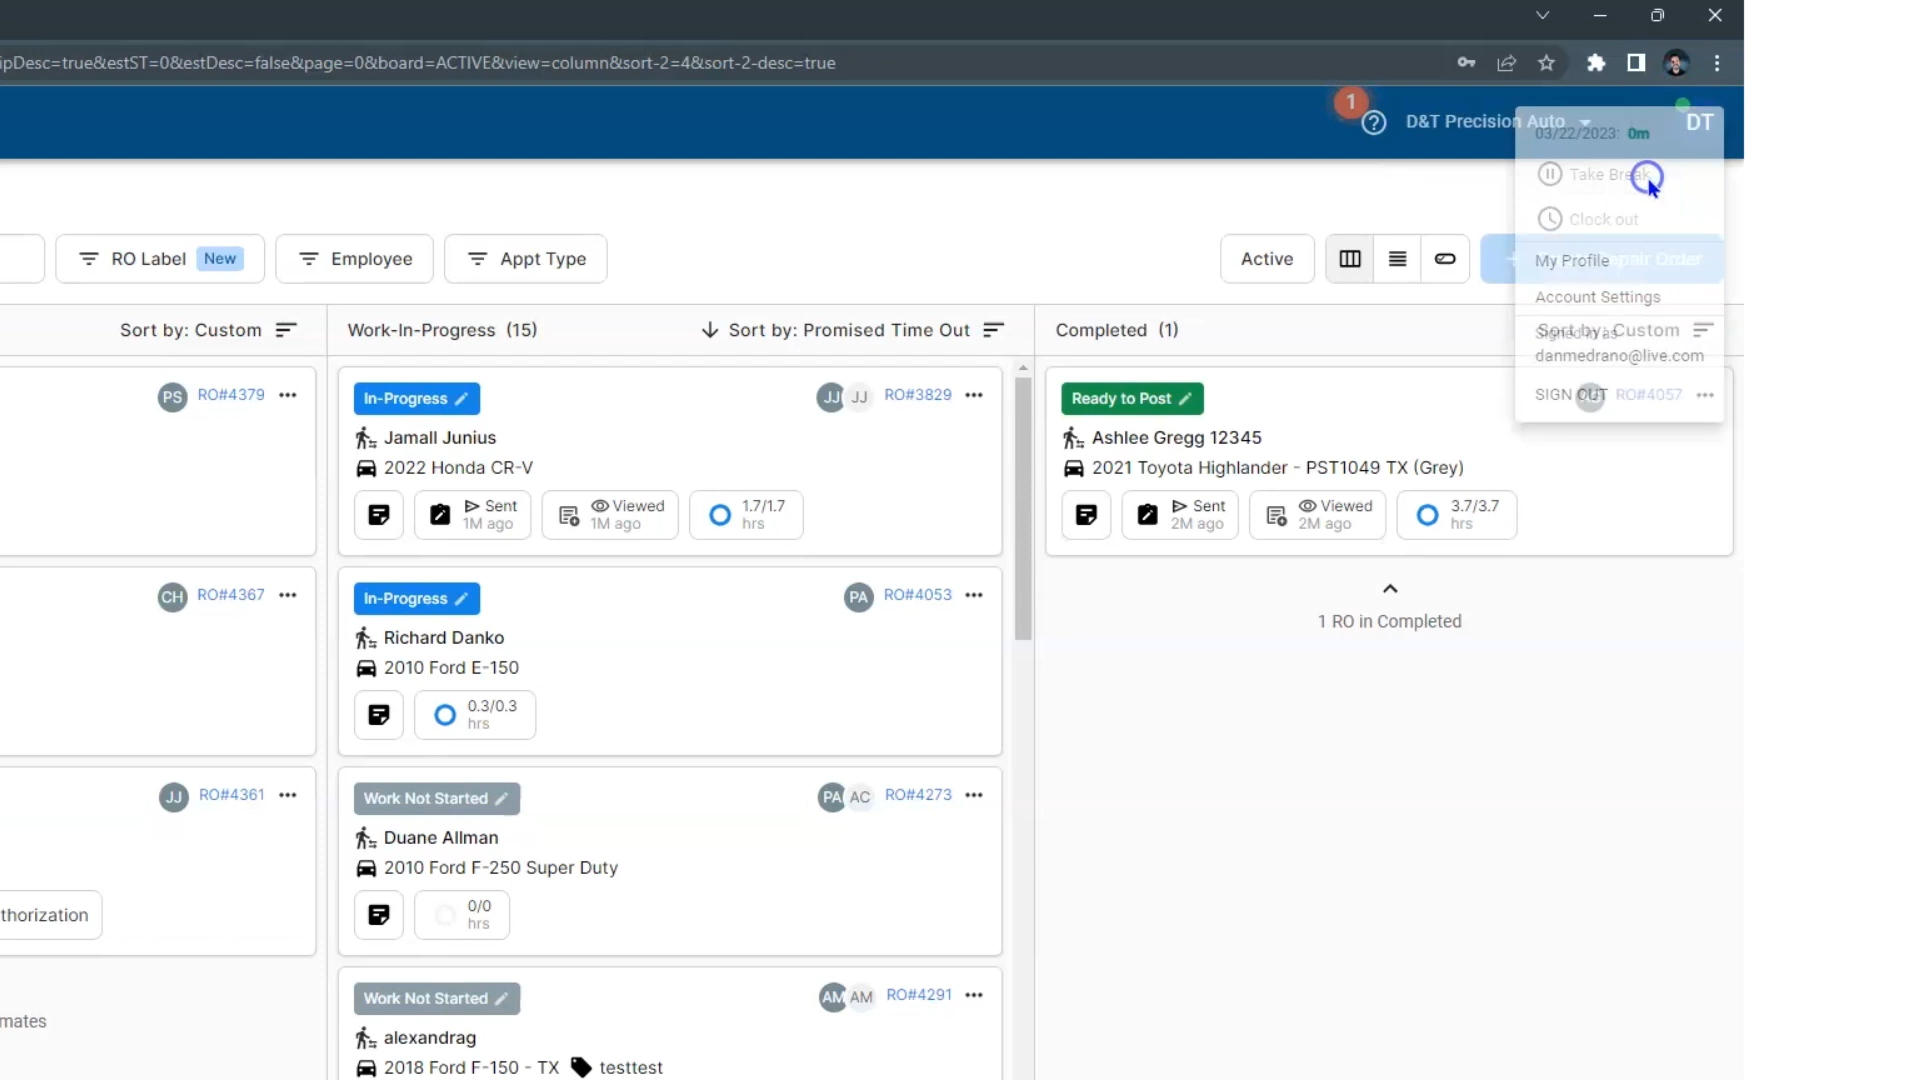 ipDesc=true&estST=0&estDesc=false&page=0&board=ACTIVE&view=column&sort-2=4&sort-2-desc=true
1
?
D&T Precision Auto
DT
03/22/2023: 0m
Take Break
Clock out
My Profile
Account Settings
Signed in as
danmedrano@live.com
SIGN OUT
RO Label New
Employee
Appt Type
Active
Repair Order
Sort by: Custom
Work-In-Progress (15)
Sort by: Promised Time Out
Completed (1)
Sort by: Custom
PS RO#4379
CH RO#4367
JJ RO#4361
thorization
mates
In-Progress
JJ JJ RO#3829
Jamall Junius
2022 Honda CR-V
Sent
1M ago
Viewed
1M ago
1.7/1.7
hrs
In-Progress
PA RO#4053
Richard Danko
2010 Ford E-150
0.3/0.3
hrs
Work Not Started
PA AC RO#4273
Duane Allman
2010 Ford F-250 Super Duty
0/0
hrs
Work Not Started
AM AM RO#4291
alexandrag
2018 Ford F-150 - TX testtest
Ready to Post
RO#4057
Ashlee Gregg 12345
2021 Toyota Highlander - PST1049 TX (Grey)
Sent
2M ago
Viewed
2M ago
3.7/3.7
hrs
1 RO in Completed